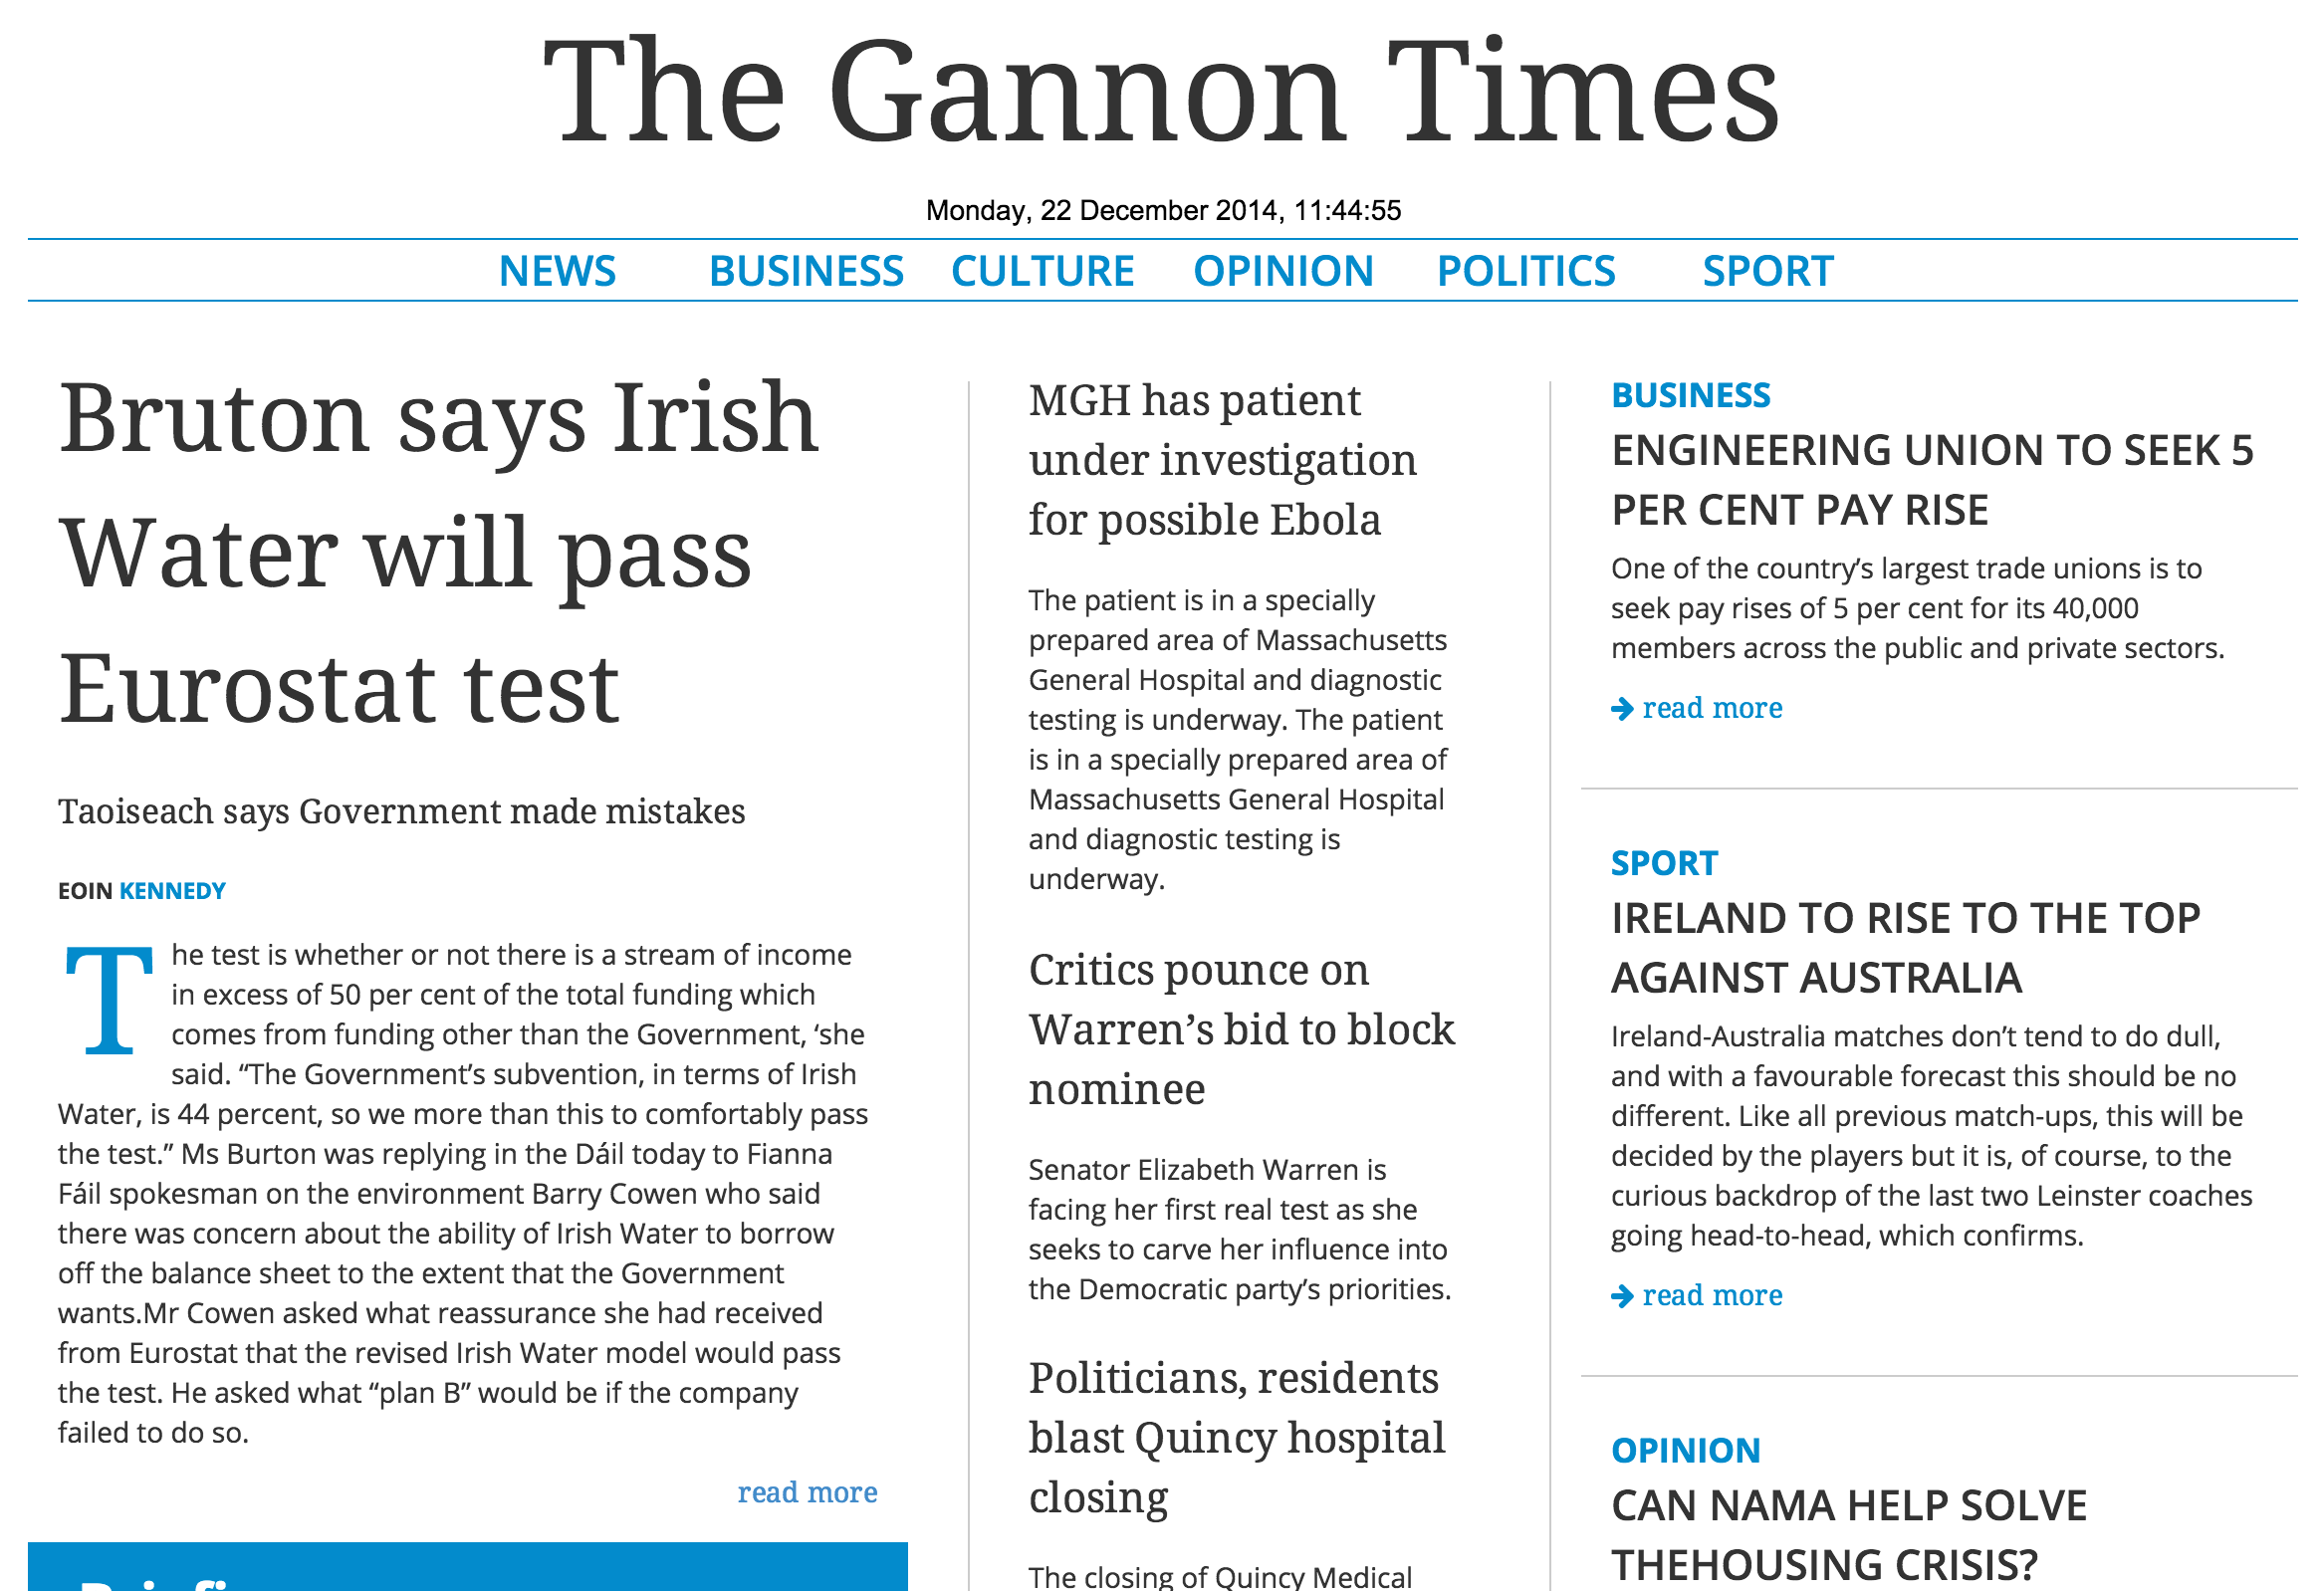 The Gannon Times
Monday, 22 December 2014, 11:44:55
NEWS BUSINESS CULTURE OPINION POLITICS SPORT
Bruton says Irish
Water will pass
Eurostat test
Taoiseach says Government made mistakes
EOIN KENNEDY
The test is whether or not there is a stream of income
in excess of 50 per cent of the total funding which
comes from funding other than the Government, ‘she
said. “The Government’s subvention, in terms of Irish
Water, is 44 percent, so we more than this to comfortably pass
the test.” Ms Burton was replying in the Dáil today to Fianna
Fáil spokesman on the environment Barry Cowen who said
there was concern about the ability of Irish Water to borrow
off the balance sheet to the extent that the Government
wants.Mr Cowen asked what reassurance she had received
from Eurostat that the revised Irish Water model would pass
the test. He asked what “plan B” would be if the company
failed to do so.
read more
MGH has patient
under investigation
for possible Ebola
The patient is in a specially
prepared area of Massachusetts
General Hospital and diagnostic
testing is underway. The patient
is in a specially prepared area of
Massachusetts General Hospital
and diagnostic testing is
underway.
Critics pounce on
Warren’s bid to block
nominee
Senator Elizabeth Warren is
facing her first real test as she
seeks to carve her influence into
the Democratic party’s priorities.
Politicians, residents
blast Quincy hospital
closing
The closing of Quincy Medical
BUSINESS
ENGINEERING UNION TO SEEK 5
PER CENT PAY RISE
One of the country’s largest trade unions is to
seek pay rises of 5 per cent for its 40,000
members across the public and private sectors.
read more
SPORT
IRELAND TO RISE TO THE TOP
AGAINST AUSTRALIA
Ireland-Australia matches don’t tend to do dull,
and with a favourable forecast this should be no
different. Like all previous match-ups, this will be
decided by the players but it is, of course, to the
curious backdrop of the last two Leinster coaches
going head-to-head, which confirms.
read more
OPINION
CAN NAMA HELP SOLVE
THEHOUSING CRISIS?